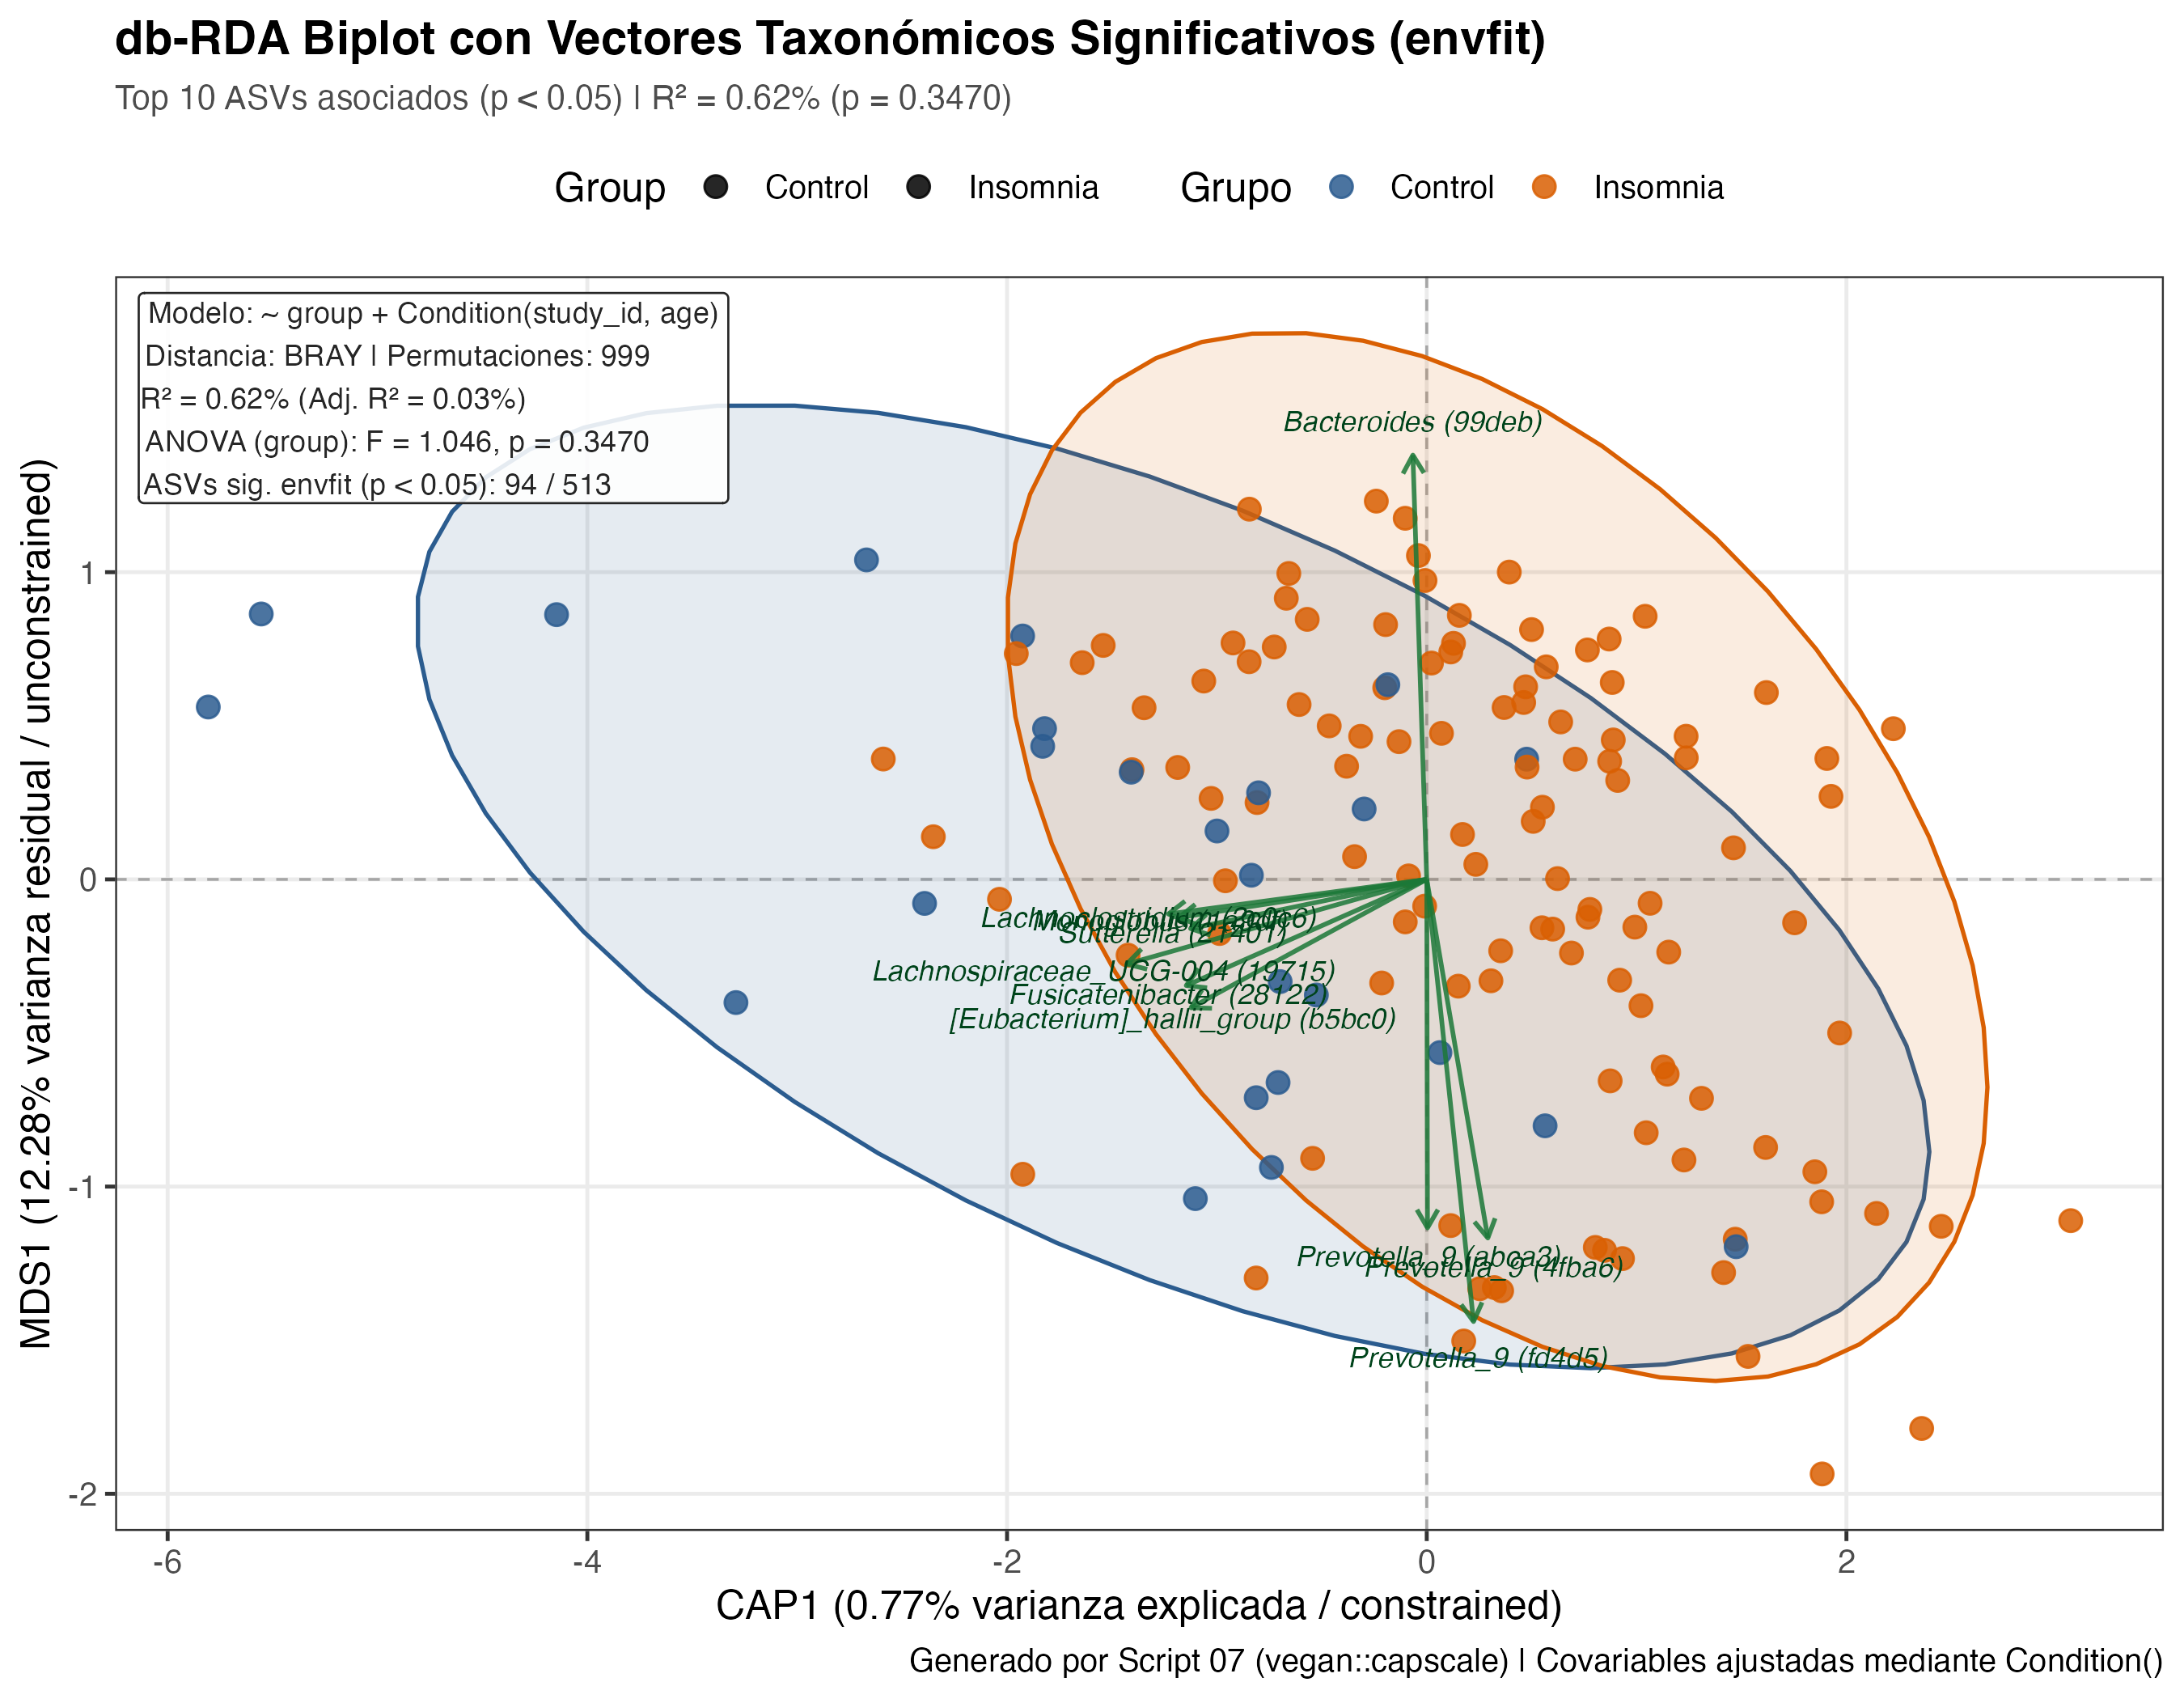 db-RDA Biplot con Vectores Taxonómicos Significativos (envfit)
Top 10 ASVs asociados (p < 0.05) | R² = 0.62% (p = 0.3470)
Group Control Insomnia Grupo Control Insomnia
Modelo: ~ group + Condition(study_id, age)
Distancia: BRAY | Permutaciones: 999
R² = 0.62% (Adj. R² = 0.03%)
ANOVA (group): F = 1.046, p = 0.3470
ASVs sig. envfit (p < 0.05): 94 / 513
Bacteroides (99deb)
Lachnoclostridium
Sutterella (21401)
Lachnospiraceae_UCG-004 (19715)
Fusicatenibacter (28122)
[Eubacterium]_hallii_group (b5bc0)
Prevotella_9 (abca3)
Prevotella_9 (4fba6)
Prevotella_9 (fd4d5)
MDS1 (12.28% varianza residual / unconstrained)
1
0
-1
-2
-6 -4 -2 0 2
CAP1 (0.77% varianza explicada / constrained)
Generado por Script 07 (vegan::capscale) | Covariables ajustadas mediante Condition()